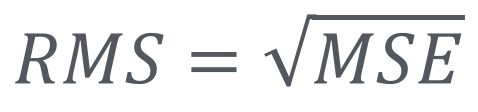 RMS = √MSE